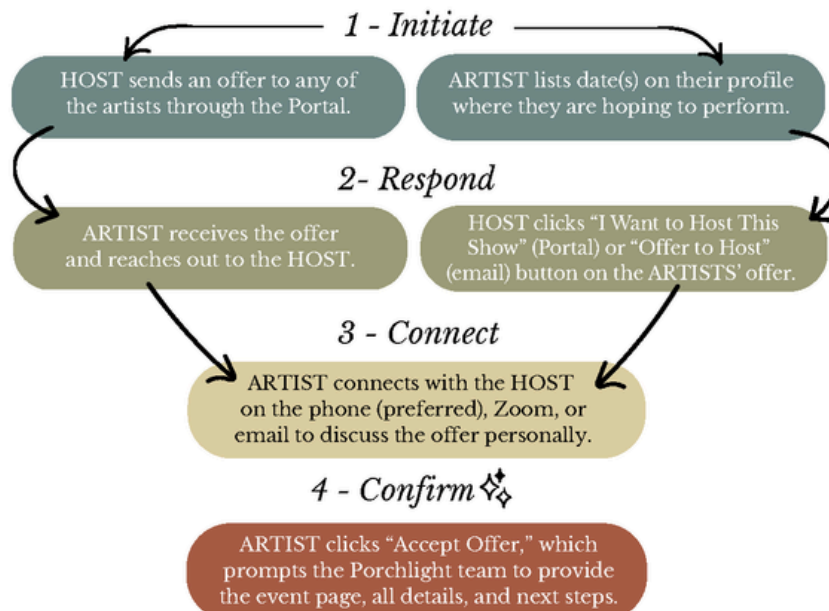 1 - Initiate
HOST sends an offer to any of
the artists through the Portal.
ARTIST lists date(s) on their profile
where they are hoping to perform.
2- Respond
ARTIST receives the offer
and reaches out to the HOST.
HOST clicks “I Want to Host This
Show” (Portal) or “Offer to Host”
(email) button on the ARTISTS’ offer.
3 - Connect
ARTIST connects with the HOST
on the phone (preferred), Zoom, or
email to discuss the offer personally.
4 - Confirm
ARTIST clicks “Accept Offer,” which
prompts the Porchlight team to provide
the event page, all details, and next steps.